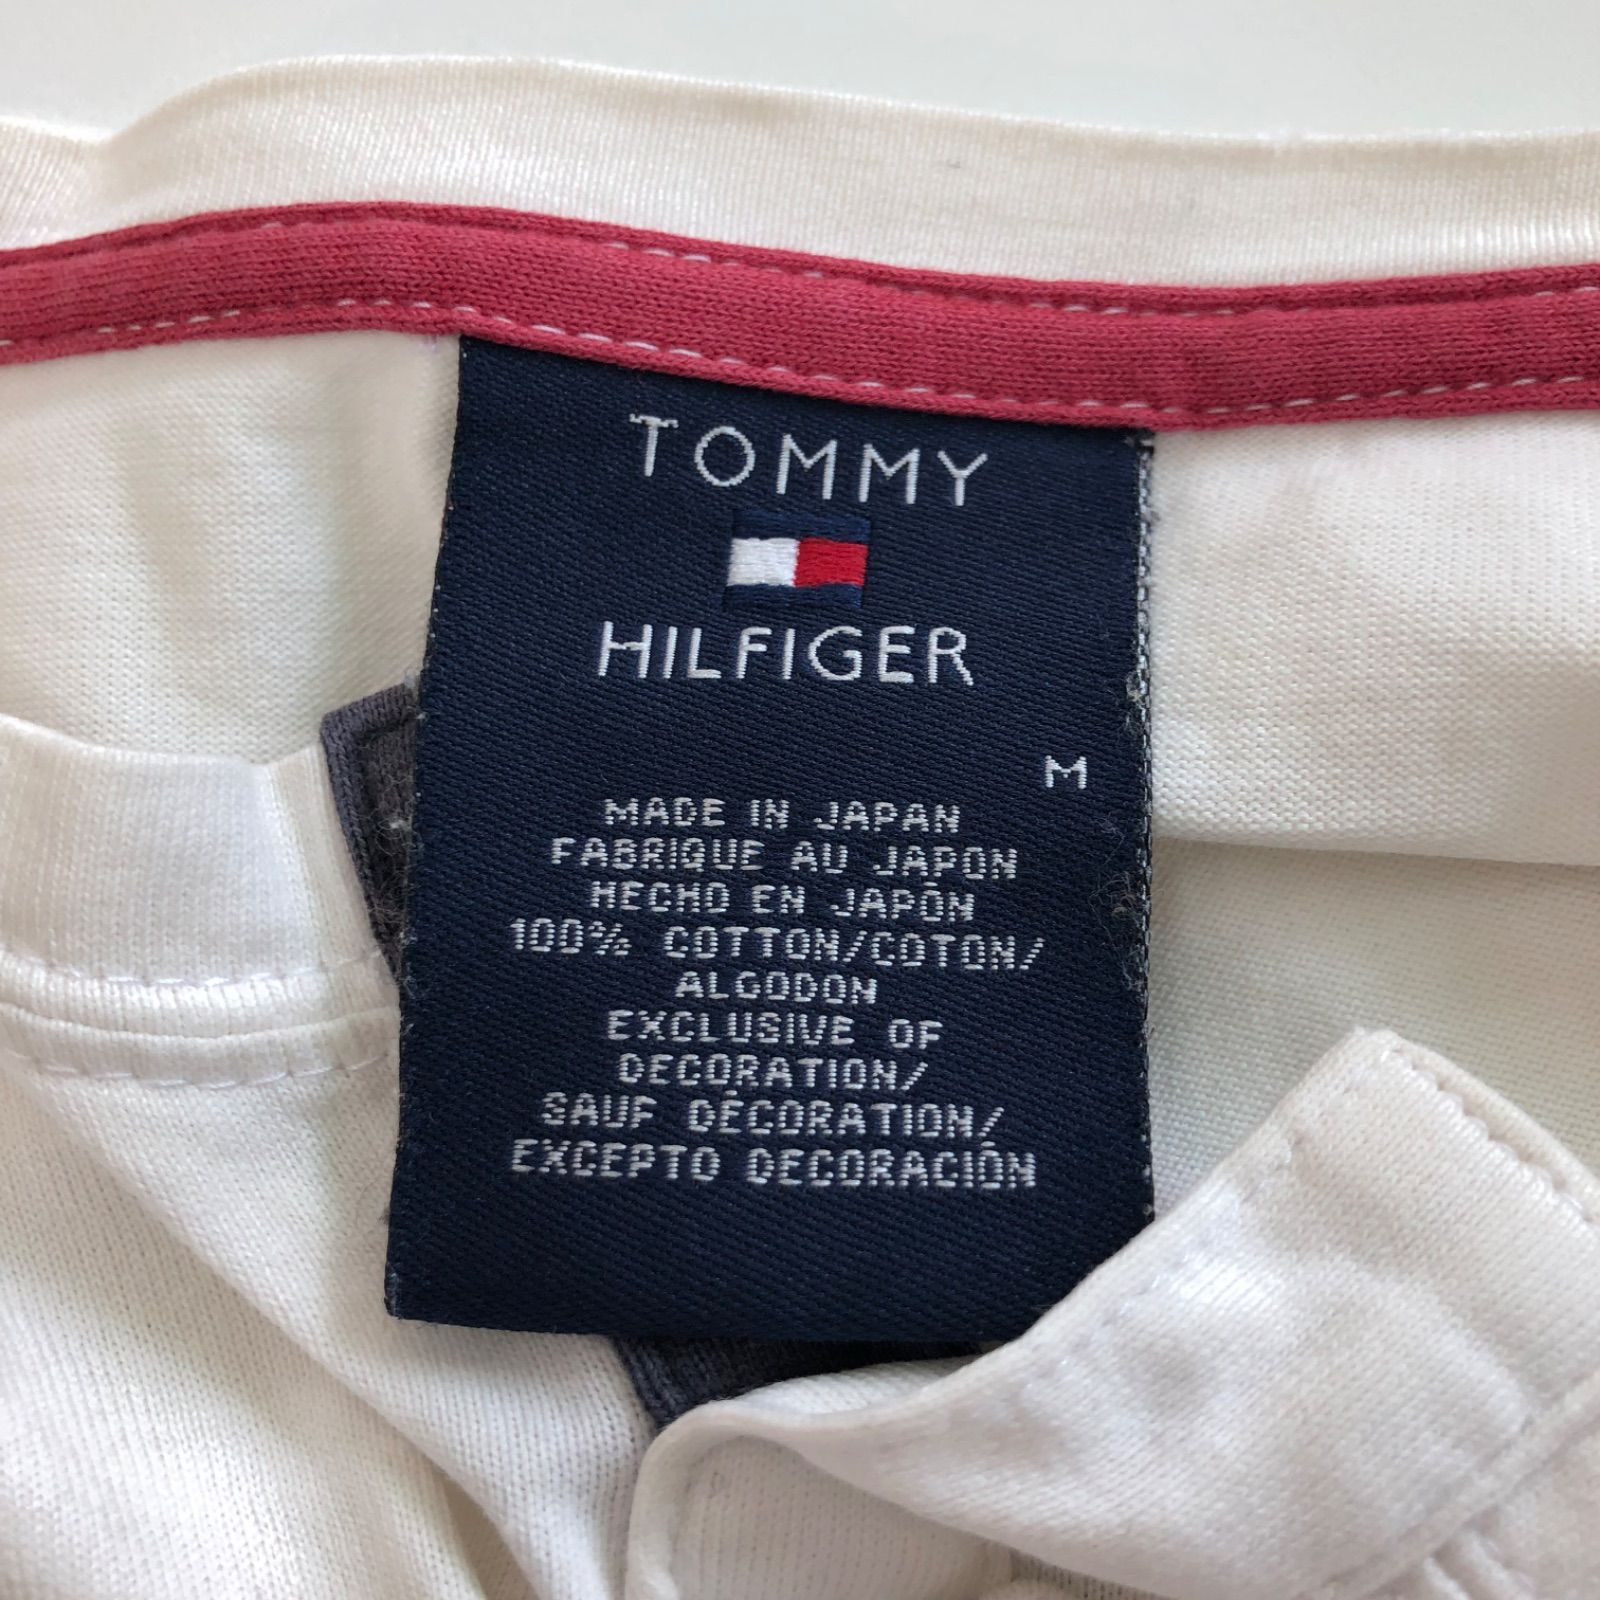 TOMMY
HILFIGER
M
MADE IN JAPAN
FABRIQUE AU JAPON
HECHO EN JAPÓN
100% COTTON/COTON/
ALGODON
EXCLUSIVE OF
DECORATION/
SAUF DÉCORATION/
EXCEPTO DECORACIÓN